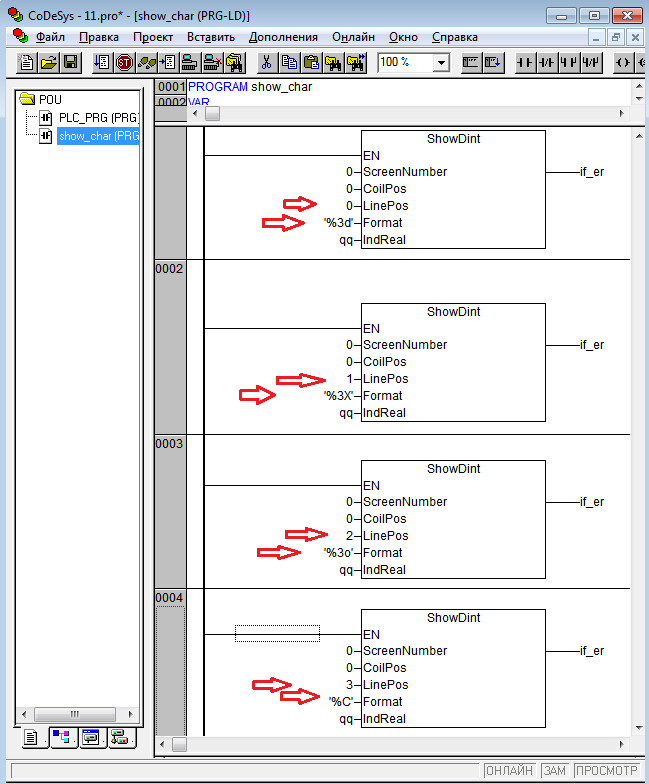 CoDeSys - 11.pro* - [show_char (PRG-LD)]
Файл Правка Проект Вставить Дополнения Онлайн Окно Справка
ST 100 %
POU
PLC_PRG (PRG)
show_char (PRG
0001 PROGRAM show_char
0002 VAR
ShowDint
EN
0 ScreenNumber if_er
0 CoilPos
0 LinePos
'%3d' Format
qq IndReal
0002
ShowDint
EN
0 ScreenNumber if_er
0 CoilPos
1 LinePos
'%3X' Format
qq IndReal
0003
ShowDint
EN
0 ScreenNumber if_er
0 CoilPos
2 LinePos
'%3o' Format
qq IndReal
0004
ShowDint
EN
0 ScreenNumber if_er
0 CoilPos
3 LinePos
'%C' Format
qq IndReal
ОНЛАЙН ЗАМ ПРОСМОТР